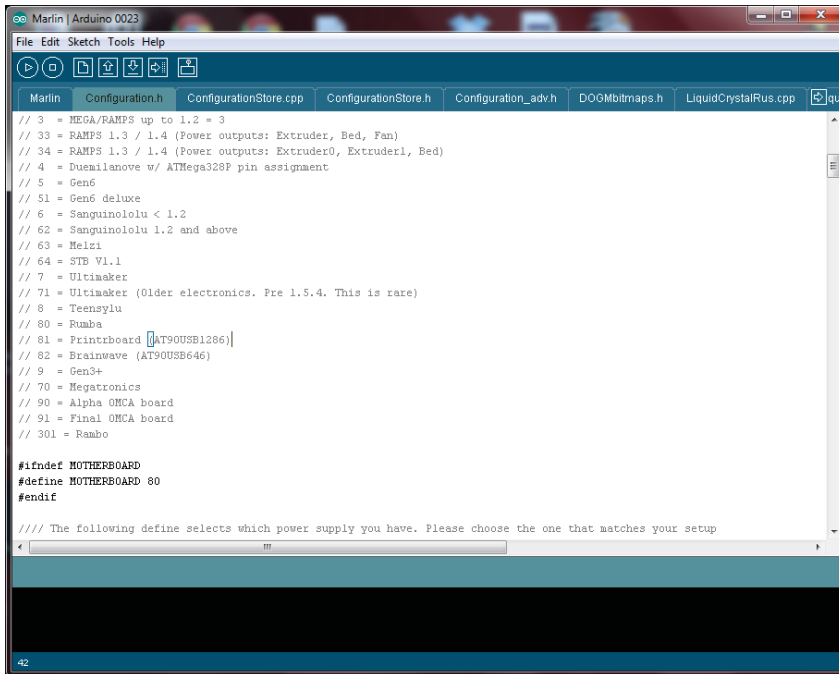 Marlin | Arduino 0023
File Edit Sketch Tools Help
Marlin Configuration.h ConfigurationStore.cpp ConfigurationStore.h Configuration_adv.h DOGMbitmaps.h LiquidCrystalRus.cpp qu
// 3 = MEGA/RAMPS up to 1.2 = 3
// 33 = RAMPS 1.3 / 1.4 (Power outputs: Extruder, Bed, Fan)
// 34 = RAMPS 1.3 / 1.4 (Power outputs: Extruder0, Extruder1, Bed)
// 4 = Duemilanove w/ ATMega328P pin assignment
// 5 = Gen6
// 51 = Gen6 deluxe
// 6 = Sanguinololu < 1.2
// 62 = Sanguinololu 1.2 and above
// 63 = Melzi
// 64 = STB V1.1
// 7 = Ultimaker
// 71 = Ultimaker (Older electronics. Pre 1.5.4. This is rare)
// 8 = Teensylu
// 80 = Rumba
// 81 = Printrboard (AT90USB1286)
// 82 = Brainwave (AT90USB646)
// 9 = Gen3+
// 70 = Megatronics
// 90 = Alpha OMCA board
// 91 = Final OMCA board
// 301 = Rambo
#ifndef MOTHERBOARD
#define MOTHERBOARD 80
#endif
//// The following define selects which power supply you have. Please choose the one that matches your setup
42